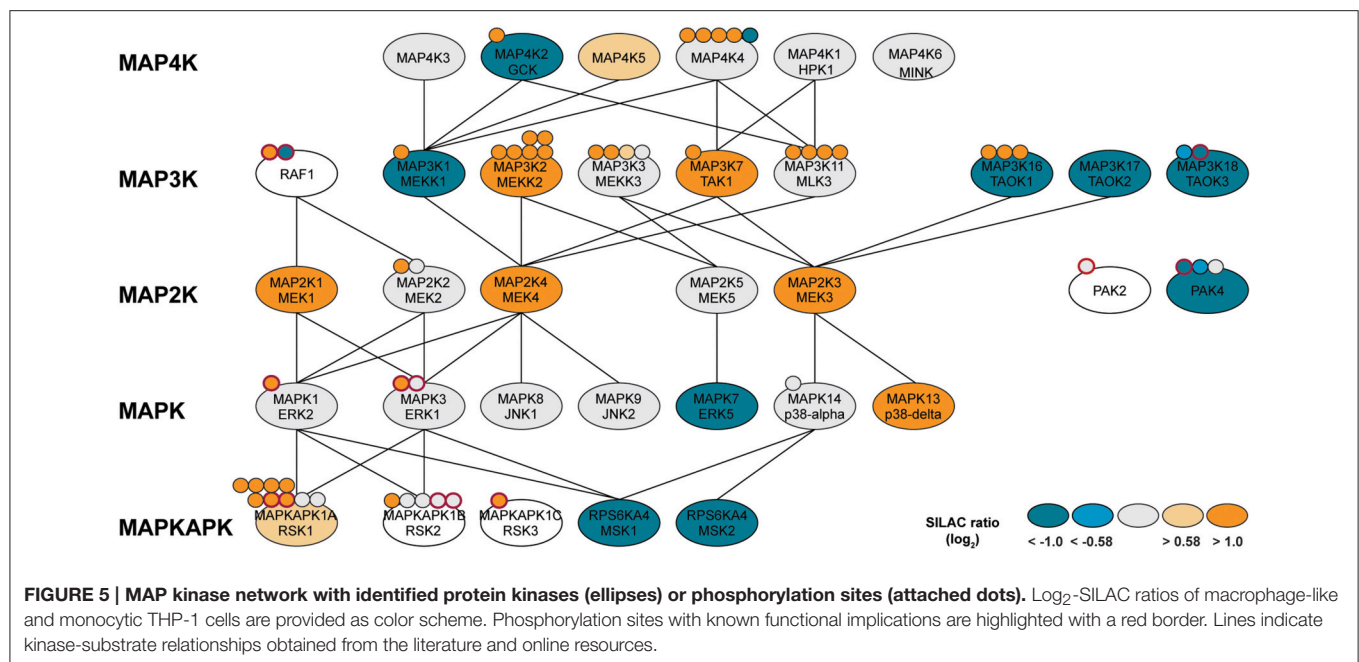 MAP4K
MAP4K3
MAP4K2
GCK
MAP4K5
MAP4K4
MAP4K1
HPK1
MAP4K6
MINK
MAP3K
RAF1
MAP3K1
MEKK1
MAP3K2
MEKK2
MAP3K3
MEKK3
MAP3K7
TAK1
MAP3K11
MLK3
MAP3K16
TAOK1
MAP3K17
TAOK2
MAP3K18
TAOK3
MAP2K
MAP2K1
MEK1
MAP2K2
MEK2
MAP2K4
MEK4
MAP2K5
MEK5
MAP2K3
MEK3
PAK2
PAK4
MAPK
MAPK1
ERK2
MAPK3
ERK1
MAPK8
JNK1
MAPK9
JNK2
MAPK7
ERK5
MAPK14
p38-alpha
MAPK13
p38-delta
MAPKAPK
MAPKAPK1A
RSK1
MAPKAPK1B
RSK2
MAPKAPK1C
RSK3
RPS6KA4
MSK1
RPS6KA4
MSK2
SILAC ratio
(log2)
< -1.0 < -0.58 > 0.58 > 1.0
FIGURE 5 | MAP kinase network with identified protein kinases (ellipses) or phosphorylation sites (attached dots). Log2-SILAC ratios of macrophage-like
and monocytic THP-1 cells are provided as color scheme. Phosphorylation sites with known functional implications are highlighted with a red border. Lines indicate
kinase-substrate relationships obtained from the literature and online resources.